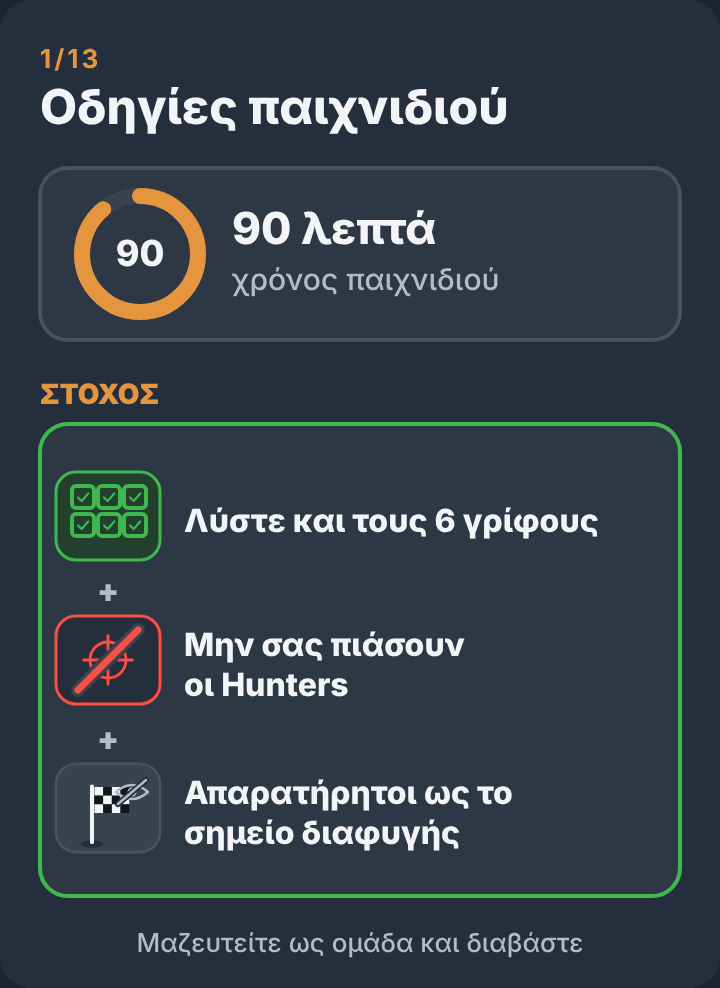 1/13
Οδηγίες παιχνιδιού
90
90 λεπτά
χρόνος παιχνιδιού
ΣΤΟΧΟΣ
Λύστε και τους 6 γρίφους
+
Μην σας πιάσουν
οι Hunters
+
Απαρατήρητοι ως το
σημείο διαφυγής
Μαζευτείτε ως ομάδα και διαβάστε